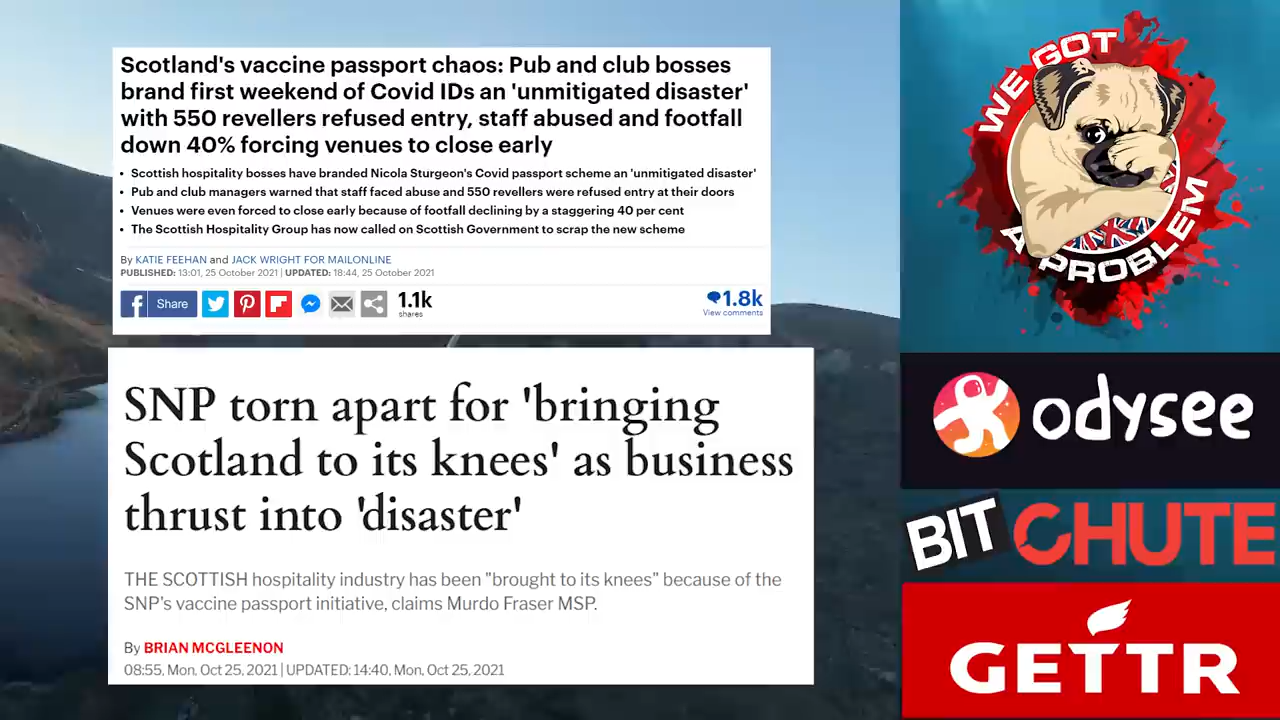 Scotland's vaccine passport chaos: Pub and club bosses
brand first weekend of Covid IDs an 'unmitigated disaster'
with 550 revellers refused entry, staff abused and footfall
down 40% forcing venues to close early
• Scottish hospitality bosses have branded Nicola Sturgeon's Covid passport scheme an 'unmitigated disaster'
• Pub and club managers warned that staff faced abuse and 550 revellers were refused entry at their doors
• Venues were even forced to close early because of footfall declining by a staggering 40 per cent
• The Scottish Hospitality Group has now called on Scottish Government to scrap the new scheme
By KATIE FEEHAN and JACK WRIGHT FOR MAILONLINE
PUBLISHED: 13:01, 25 October 2021 | UPDATED: 18:44, 25 October 2021
f Share
1.1k
shares
1.8k
View comments
SNP torn apart for 'bringing
Scotland to its knees' as business
thrust into 'disaster'
THE SCOTTISH hospitality industry has been "brought to its knees" because of the
SNP's vaccine passport initiative, claims Murdo Fraser MSP.
By BRIAN MCGLEENON
08:55, Mon, Oct 25, 2021 | UPDATED: 14:40, Mon, Oct 25, 2021
WE GOT
A PROBLEM
odysee
BITCHUTE
GETTR